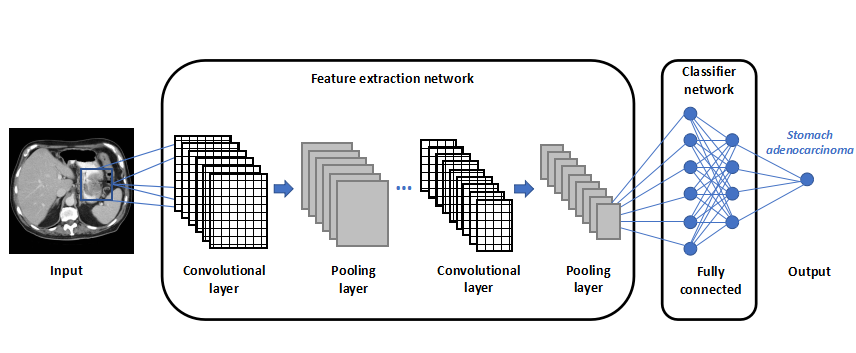 Feature extraction network
Classifier
network
Stomach
adenocarcinoma
Input
Convolutional
layer
Pooling
layer
Convolutional
layer
Pooling
layer
Fully
connected
Output